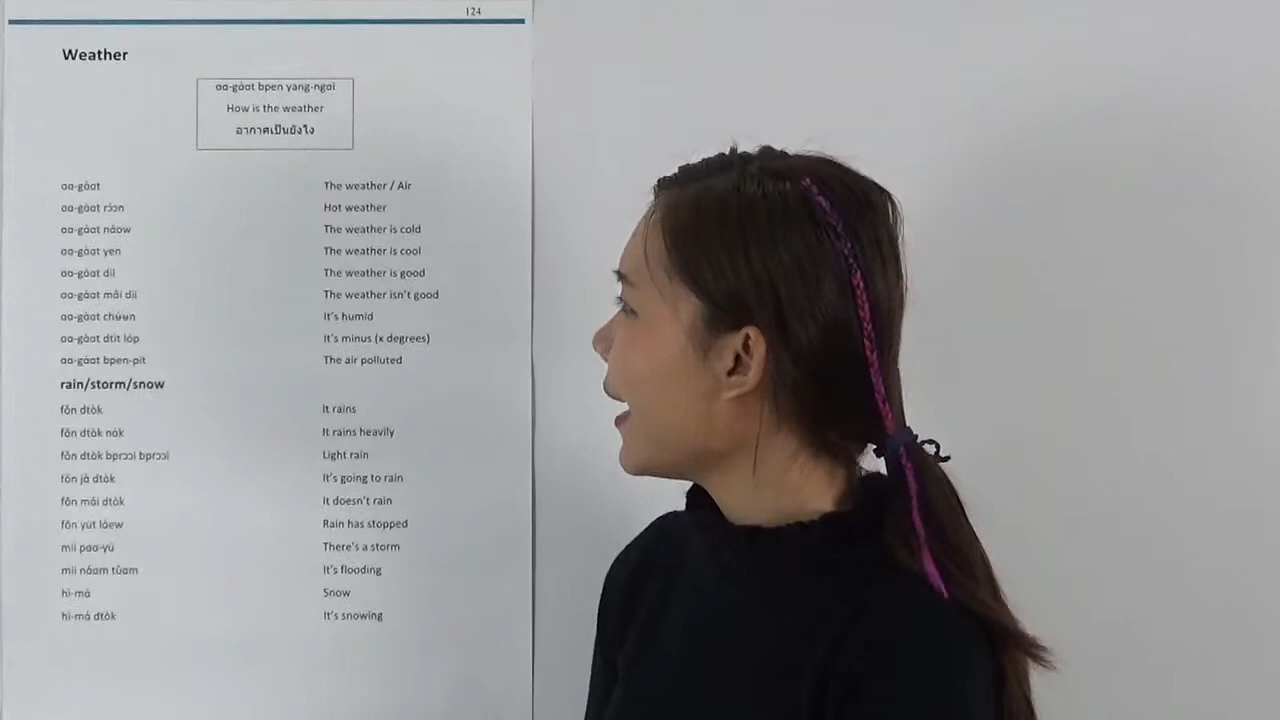 124
Weather
aa-gàat bpen yang-ngai
How is the weather
อากาศเป็นยังไง
aa-gàat The weather / Air
aa-gàat rɔ́ɔn Hot weather
aa-gàat nǎow The weather is cold
aa-gàat yen The weather is cool
aa-gàat dii The weather is good
aa-gàat mâi dii The weather isn't good
aa-gàat chʉ́ʉn It's humid
aa-gàat dtìt lóp It's minus (x degrees)
aa-gàat bpen-pít The air polluted
rain/storm/snow
fǒn dtòk It rains
fǒn dtòk nàk It rains heavily
fǒn dtòk bprɔɔi bprɔɔi Light rain
fǒn jà dtòk It's going to rain
fǒn mâi dtòk It doesn't rain
fǒn yùt láew Rain has stopped
mii paa-yú There's a storm
mii náam tûam It's flooding
hì-má Snow
hì-má dtòk It's snowing